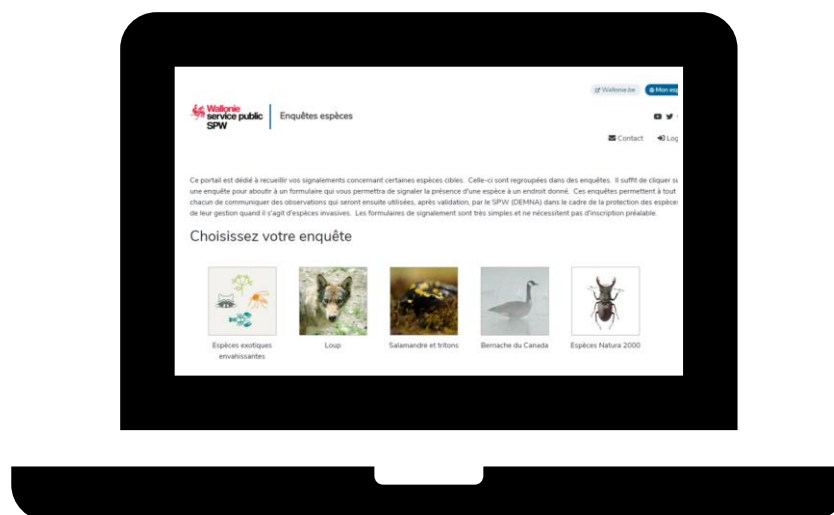 Wallonie.be
Mon esp
Wallonie
service public
SPW
Enquêtes espèces
Contact
Log
Ce portail est dédié à recueillir vos signalements concernant certaines espèces cibles. Celle-ci sont regroupées dans des enquêtes. Il suffit de cliquer su
une enquête pour aboutir à un formulaire qui vous permettra de signaler la présence d'une espèce à un endroit donné. Ces enquêtes permettent à tout
chacun de communiquer des observations qui seront ensuite utilisées, après validation, par le SPW (DEMNA) dans le cadre de la protection des espèces
de leur gestion quand il s'agit d'espèces invasives. Les formulaires de signalement sont très simples et ne nécessitent pas d'inscription préalable.
Choisissez votre enquête
Espèces exotiques
envahissantes
Loup
Salamandre et tritons
Bernache du Canada
Espèces Natura 2000